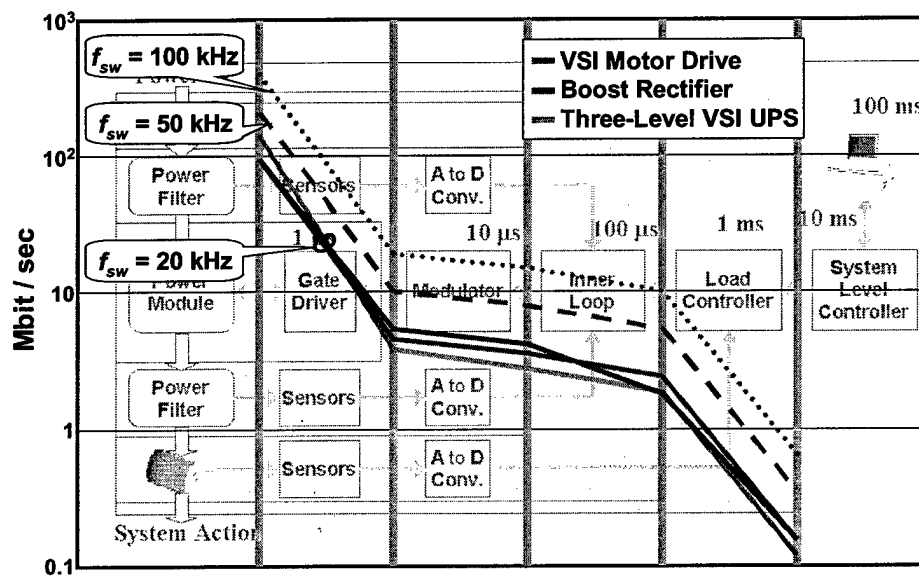 10³
10²
10
1
0.1
Mbit / sec
f_sw = 100 kHz
f_sw = 50 kHz
f_sw = 20 kHz
VSI Motor Drive
Boost Rectifier
Three-Level VSI UPS
100 ms
Power
Filter
Sensors
A to D
Conv.
1
10 µs
100 µs
1 ms
10 ms
Power
Module
Gate
Driver
Modulator
Inner
Loop
Load
Controller
System
Level
Controller
Power
Filter
Sensors
A to D
Conv.
Sensors
A to D
Conv.
System Action